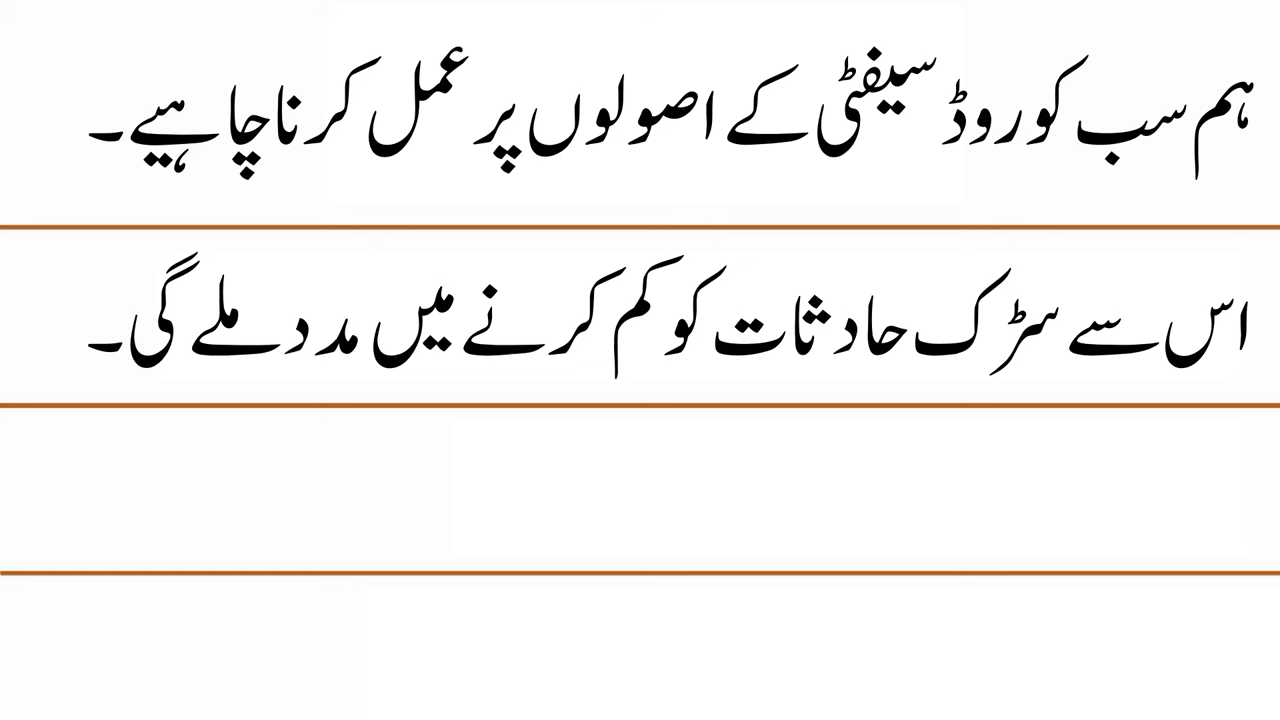 ہم سب کو روڈ سیفٹی کے اصولوں پر عمل کرنا چاہیے۔
اس سے سڑک حادثات کو کم کرنے میں مدد ملے گی۔